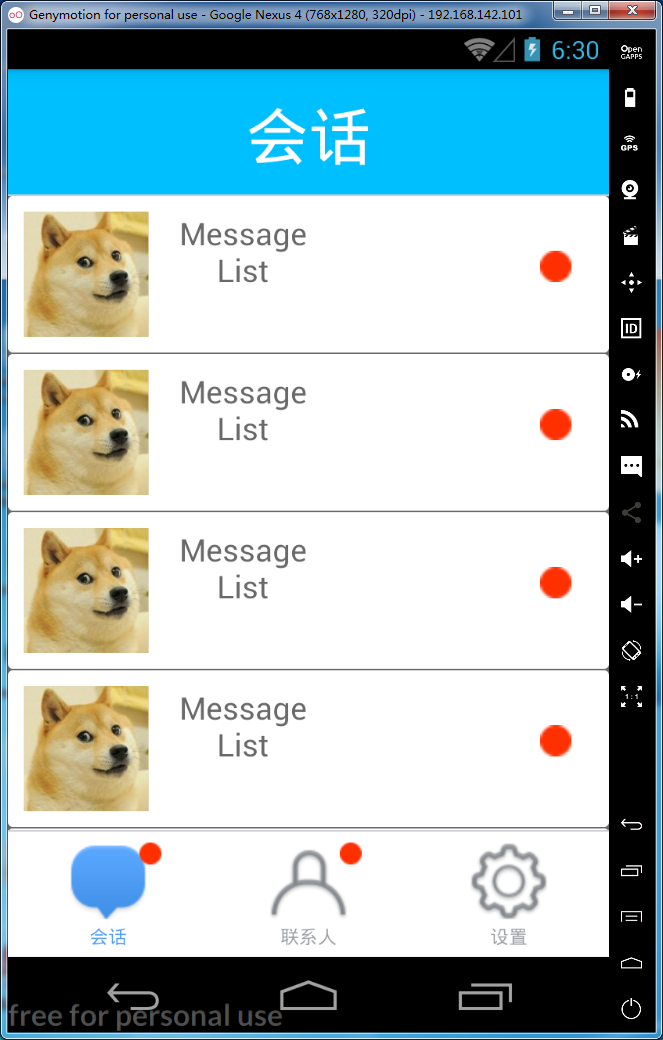 Genymotion for personal use - Google Nexus 4 (768x1280, 320dpi) - 192.168.142.101
6:30
Open
GAPPS
GPS
ID
1:1
会话
Message
List
Message
List
Message
List
Message
List
会话
联系人
设置
free for personal use